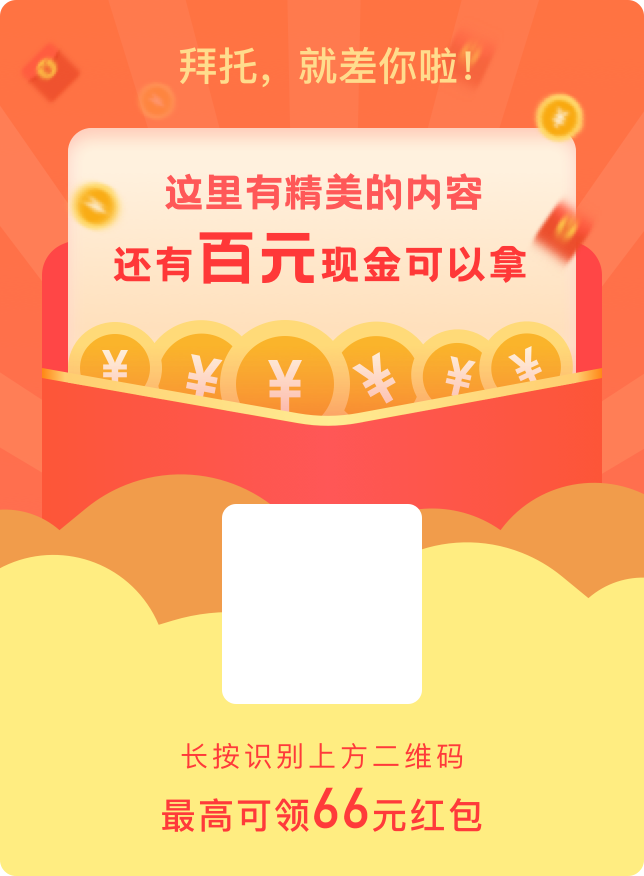 拜托，就差你啦！
这里有精美的内容
还有百元现金可以拿
¥ ¥ ¥ ¥ ¥ ¥
长按识别上方二维码
最高可领66元红包